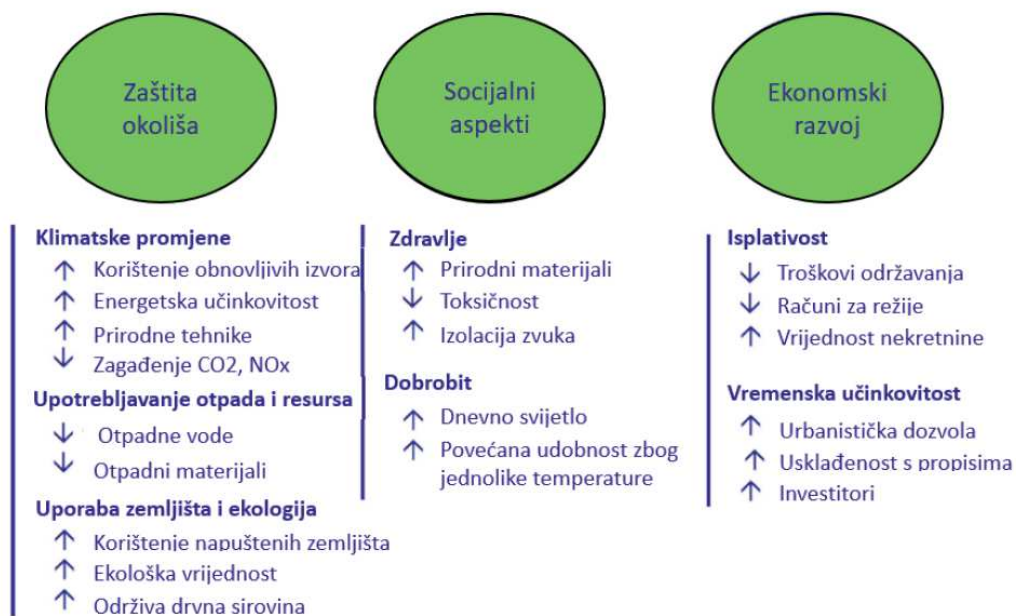 Zaštita
okoliša
Socijalni
aspekti
Ekonomski
razvoj
Klimatske promjene
↑ Korištenje obnovljivih izvora
↑ Energetska učinkovitost
↑ Prirodne tehnike
↓ Zagađenje CO2, NOx
Upotrebljavanje otpada i resursa
↓ Otpadne vode
↓ Otpadni materijali
Uporaba zemljišta i ekologija
↑ Korištenje napuštenih zemljišta
↑ Ekološka vrijednost
↑ Održiva drvna sirovina
Zdravlje
↑ Prirodni materijali
↓ Toksičnost
↑ Izolacija zvuka
Dobrobit
↑ Dnevno svijetlo
↑ Povećana udobnost zbog
jednolike temperature
Isplativost
↓ Troškovi održavanja
↓ Računi za režije
↑ Vrijednost nekretnine
Vremenska učinkovitost
↑ Urbanistička dozvola
↑ Usklađenost s propisima
↑ Investitori